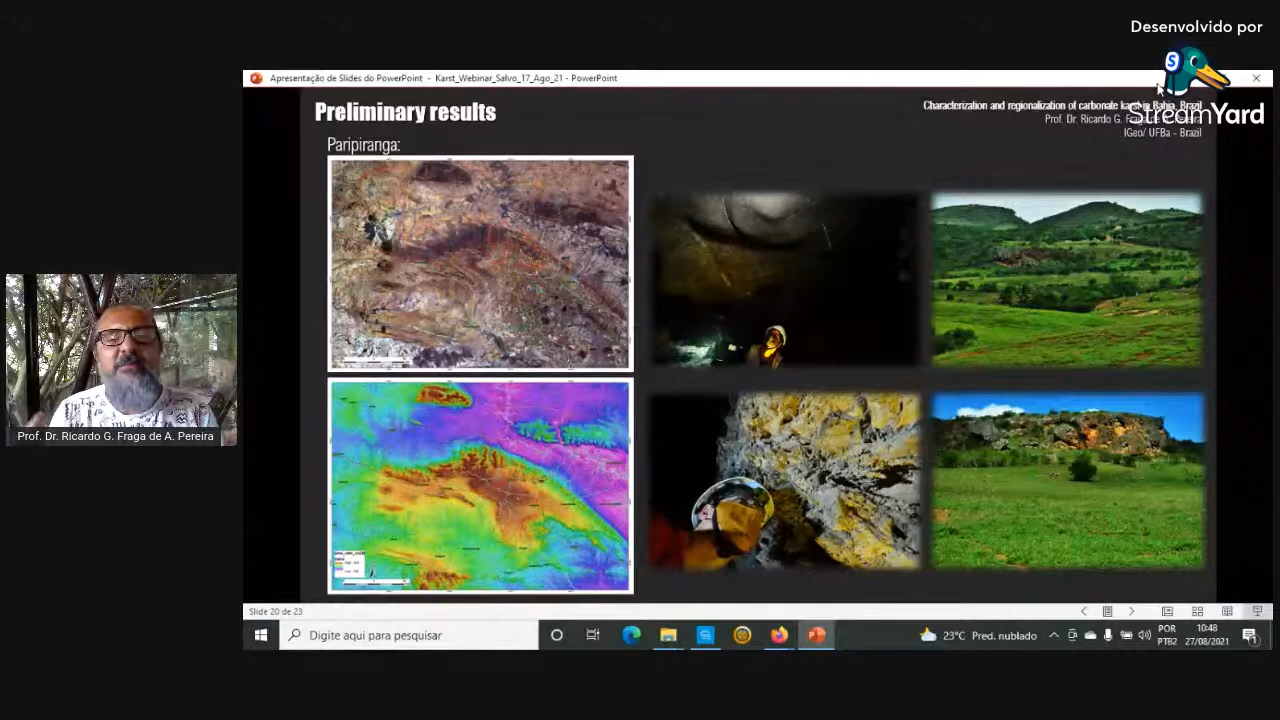 Desenvolvido por
StreamYard
Apresentação de Slides do PowerPoint - Karst_Webinar_Salvo_17_Ago_21 - PowerPoint
Preliminary results
Characterization and regionalization of carbonate karst in Bahia, Brazil
Prof. Dr. Ricardo G. Fraga de
IGeo/ UFBa - Brazil
Paripiranga:
Prof. Dr. Ricardo G. Fraga de A. Pereira
Slide 20 de 23
Digite aqui para pesquisar
23°C Pred. nublado
POR
PTB2
10:48
27/08/2021